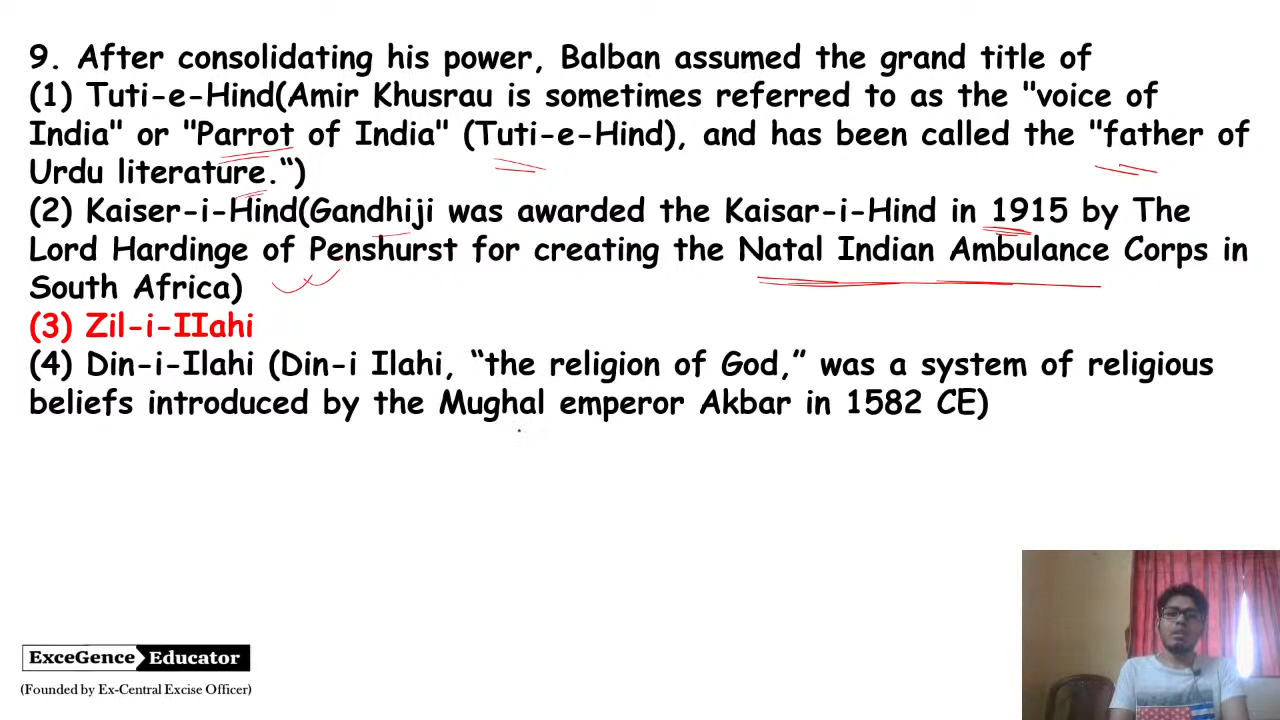 9. After consolidating his power, Balban assumed the grand title of
(1) Tuti-e-Hind(Amir Khusrau is sometimes referred to as the "voice of
India" or "Parrot of India" (Tuti-e-Hind), and has been called the "father of
Urdu literature.“)
(2) Kaiser-i-Hind(Gandhiji was awarded the Kaisar-i-Hind in 1915 by The
Lord Hardinge of Penshurst for creating the Natal Indian Ambulance Corps in
South Africa)
(3) Zil-i-IIahi
(4) Din-i-Ilahi (Din-i Ilahi, “the religion of God,” was a system of religious
beliefs introduced by the Mughal emperor Akbar in 1582 CE)
ExceGence Educator
(Founded by Ex-Central Excise Officer)